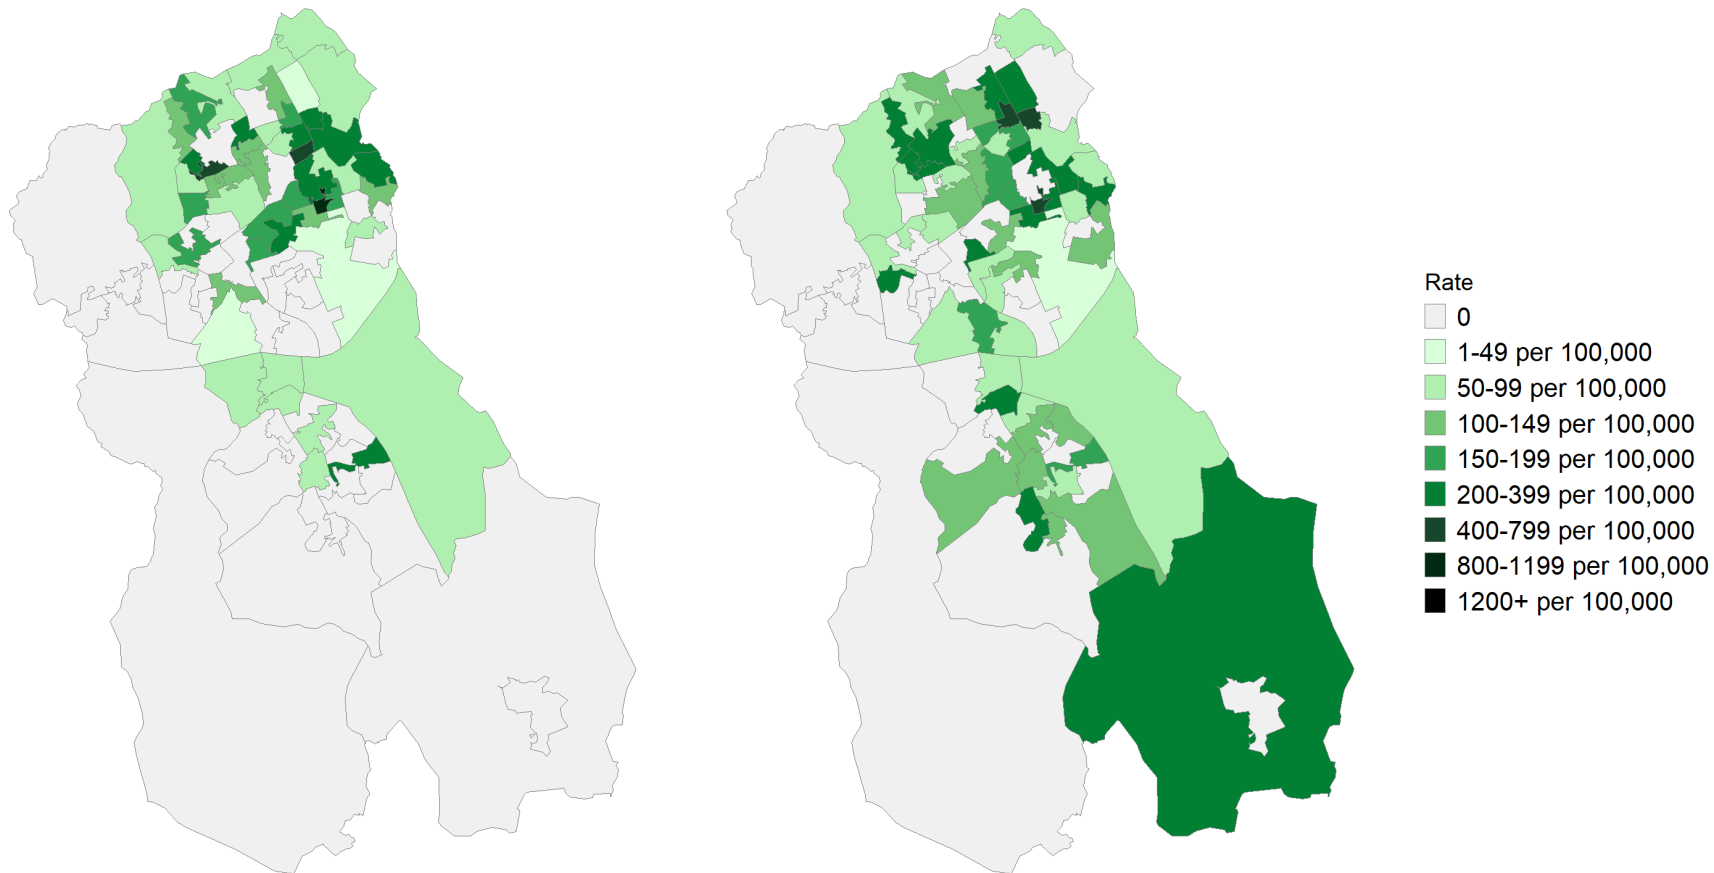 Rate
0
1-49 per 100,000
50-99 per 100,000
100-149 per 100,000
150-199 per 100,000
200-399 per 100,000
400-799 per 100,000
800-1199 per 100,000
1200+ per 100,000